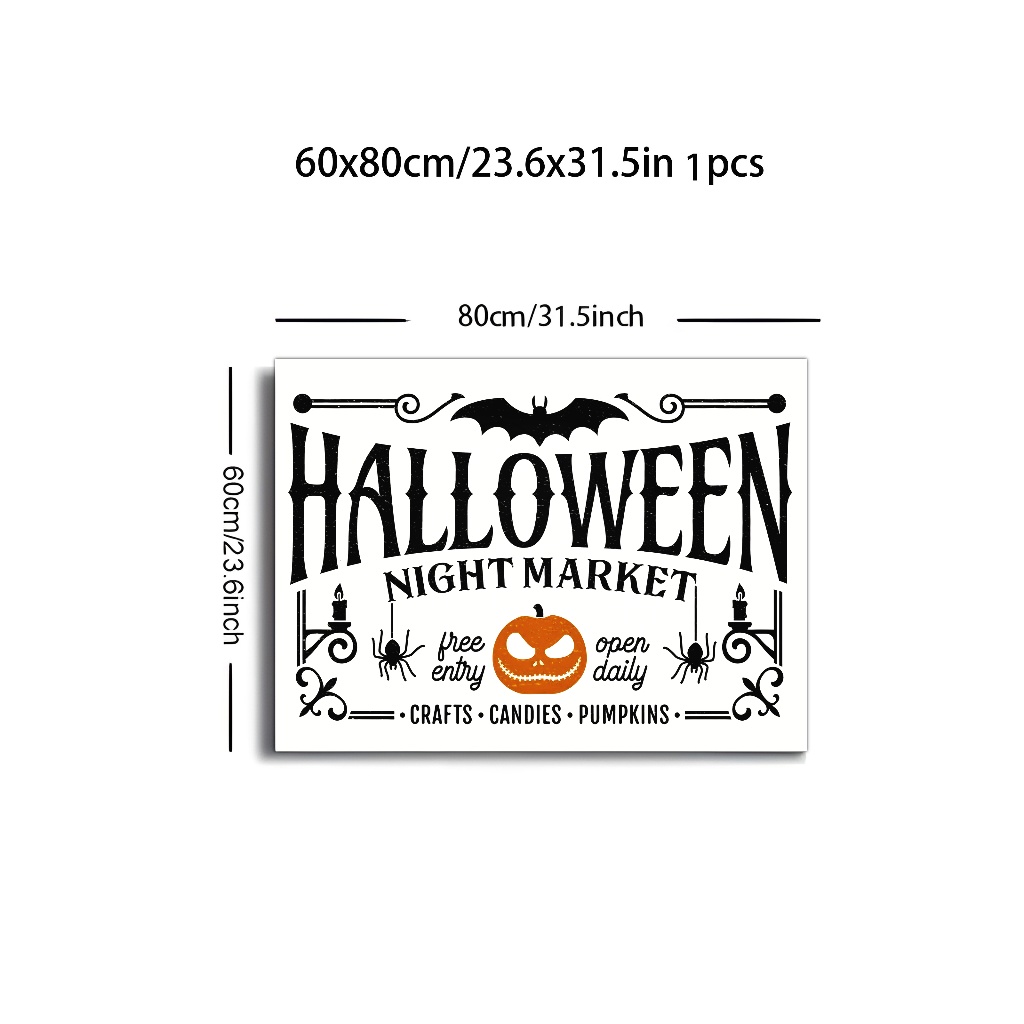 60x80cm/23.6x31.5in 1pcs
80cm/31.5inch
60cm/23.6inch
HALLOWEEN
NIGHT MARKET
free entry
open daily
· CRAFTS · CANDIES · PUMPKINS ·